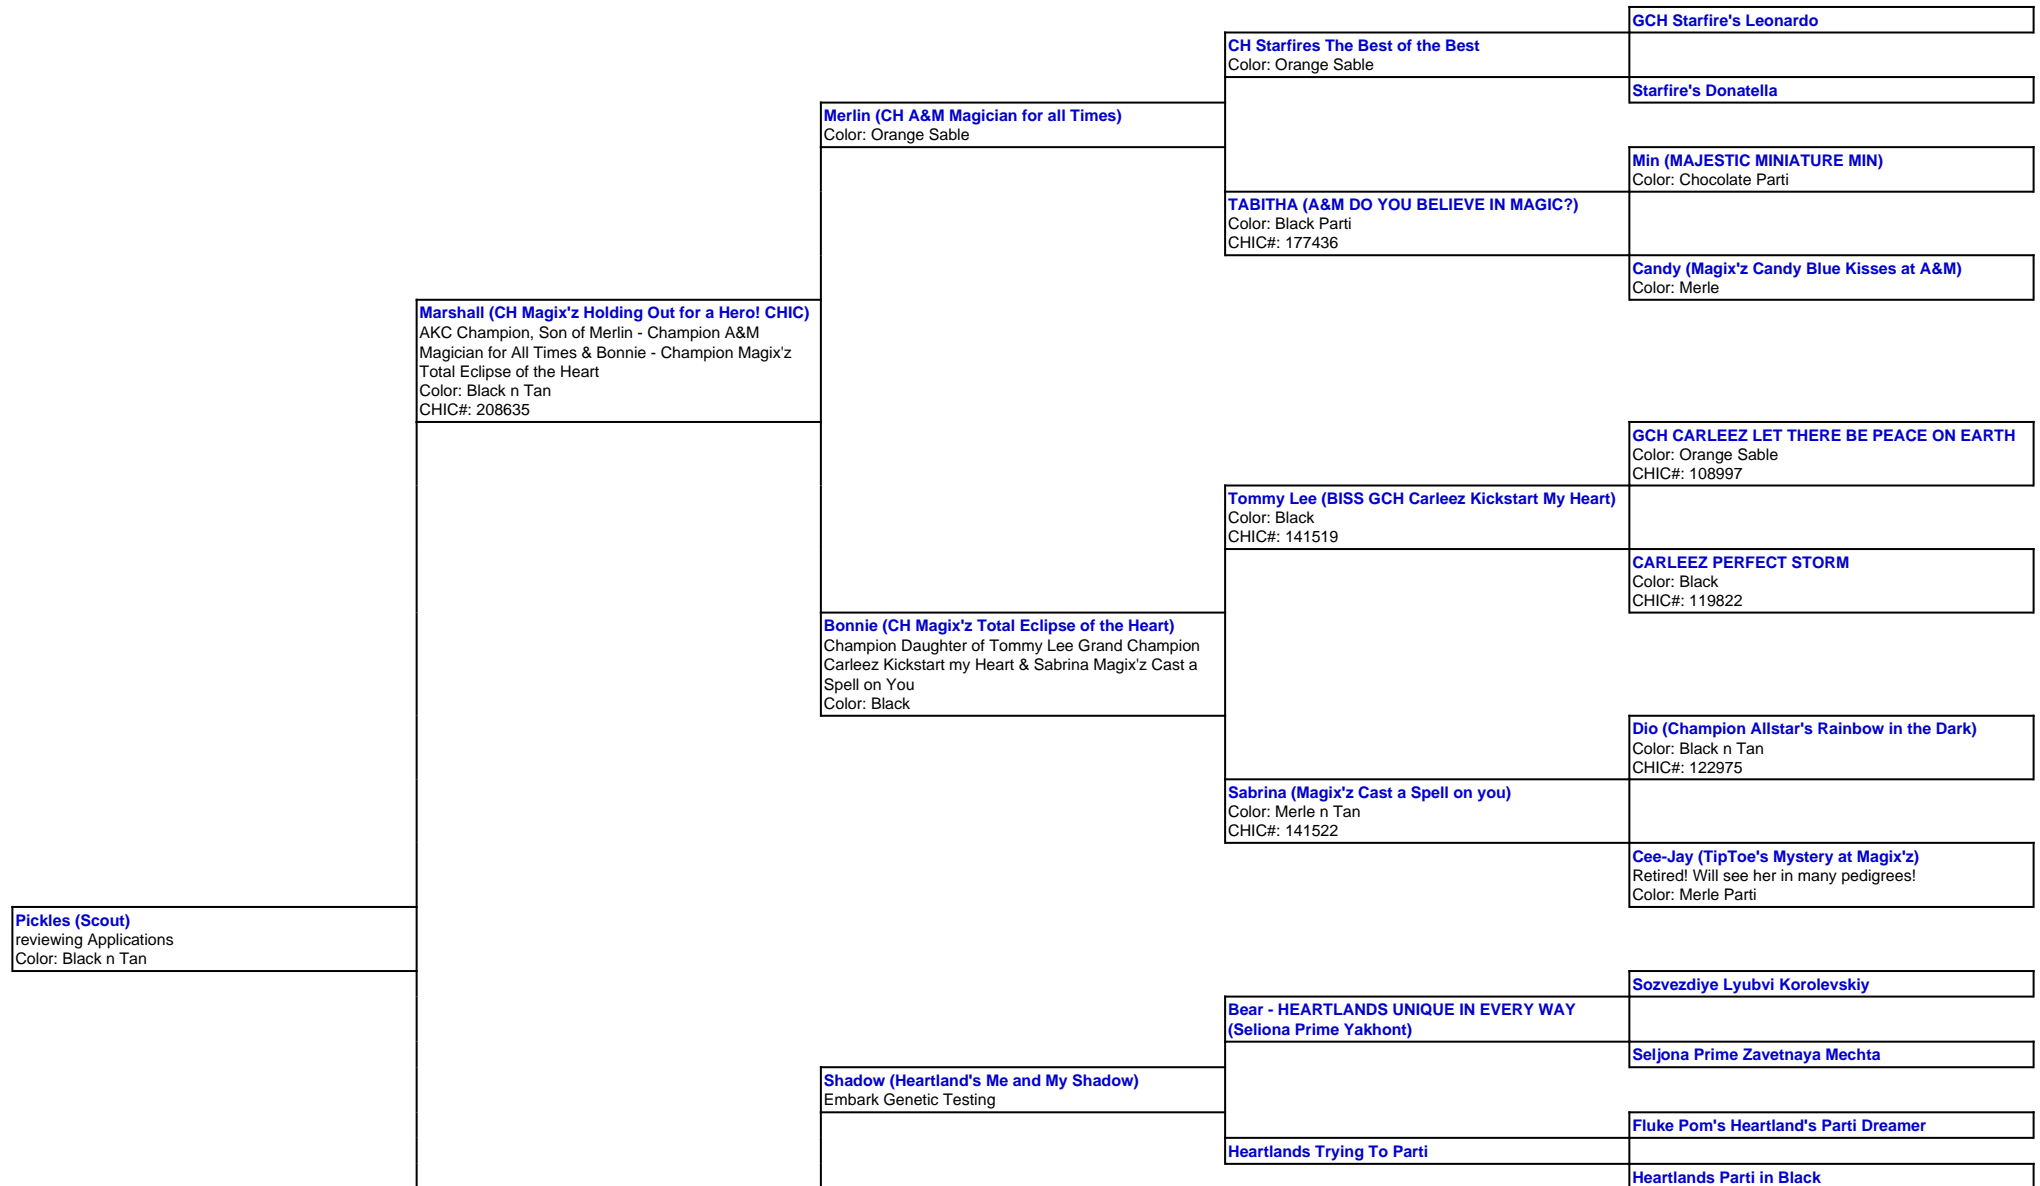 GCH Starfire's Leonardo
CH Starfires The Best of the Best
Color: Orange Sable
Starfire's Donatella
Merlin (CH A&M Magician for all Times)
Color: Orange Sable
Min (MAJESTIC MINIATURE MIN)
Color: Chocolate Parti
TABITHA (A&M DO YOU BELIEVE IN MAGIC?)
Color: Black Parti
CHIC#: 177436
Candy (Magix'z Candy Blue Kisses at A&M)
Color: Merle
Marshall (CH Magix'z Holding Out for a Hero! CHIC)
AKC Champion, Son of Merlin - Champion A&M
Magician for All Times & Bonnie - Champion Magix'z
Total Eclipse of the Heart
Color: Black n Tan
CHIC#: 208635
GCH CARLEEZ LET THERE BE PEACE ON EARTH
Color: Orange Sable
CHIC#: 108997
Tommy Lee (BISS GCH Carleez Kickstart My Heart)
Color: Black
CHIC#: 141519
CARLEEZ PERFECT STORM
Color: Black
CHIC#: 119822
Bonnie (CH Magix'z Total Eclipse of the Heart)
Champion Daughter of Tommy Lee Grand Champion
Carleez Kickstart my Heart & Sabrina Magix'z Cast a
Spell on You
Color: Black
Dio (Champion Allstar's Rainbow in the Dark)
Color: Black n Tan
CHIC#: 122975
Sabrina (Magix'z Cast a Spell on you)
Color: Merle n Tan
CHIC#: 141522
Cee-Jay (TipToe's Mystery at Magix'z)
Retired! Will see her in many pedigrees!
Color: Merle Parti
Pickles (Scout)
reviewing Applications
Color: Black n Tan
Sozvezdiye Lyubvi Korolevskiy
Bear - HEARTLANDS UNIQUE IN EVERY WAY
(Seliona Prime Yakhont)
Seljona Prime Zavetnaya Mechta
Shadow (Heartland's Me and My Shadow)
Embark Genetic Testing
Fluke Pom's Heartland's Parti Dreamer
Heartlands Trying To Parti
Heartlands Parti in Black